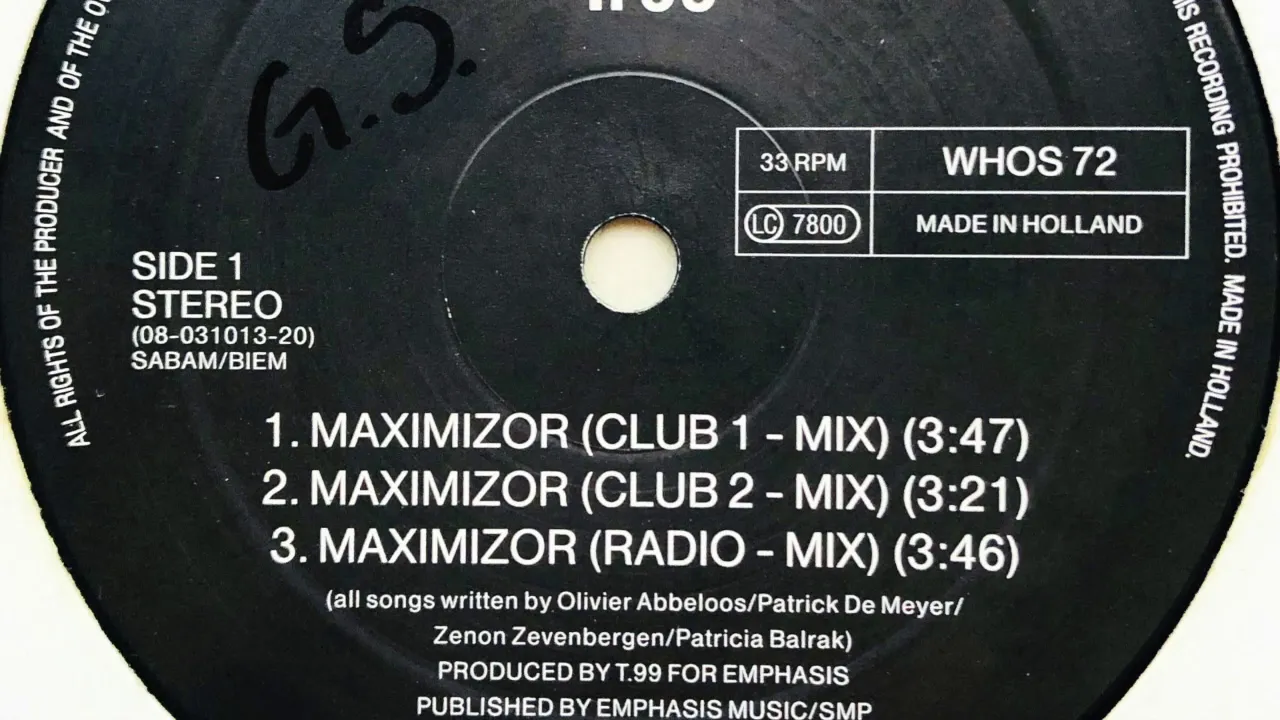 G.S.
33 RPM
WHOS 72
LC 7800
MADE IN HOLLAND
SIDE 1
STEREO
(08-031013-20)
SABAM/BIEM
1. MAXIMIZOR (CLUB 1 - MIX) (3:47)
2. MAXIMIZOR (CLUB 2 - MIX) (3:21)
3. MAXIMIZOR (RADIO - MIX) (3:46)
(all songs written by Olivier Abbeloos/Patrick De Meyer/
Zenon Zevenbergen/Patricia Balrak)
PRODUCED BY T.99 FOR EMPHASIS
PUBLISHED BY EMPHASIS MUSIC/SMP
ALL RIGHTS OF THE PRODUCER AND OF THE
RECORDING PROHIBITED. MADE IN HOLLAND.